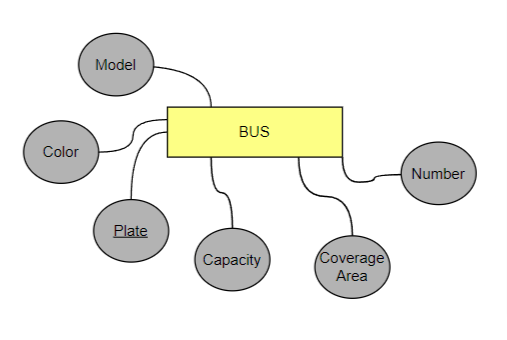 Model
BUS
Color
Number
Plate
Capacity
Coverage
Area